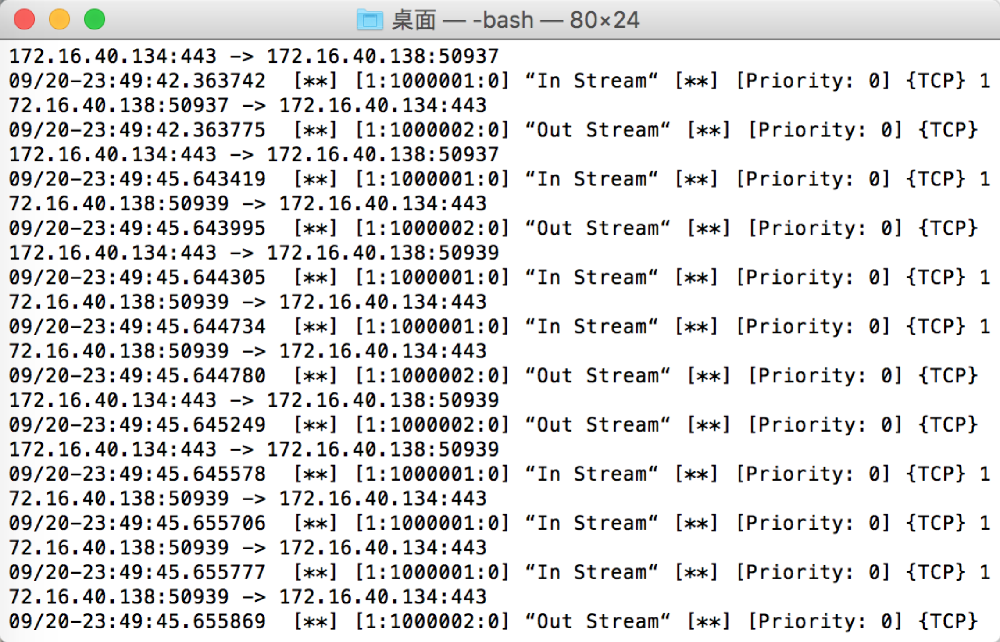 桌面 — -bash — 80×24
172.16.40.134:443 -> 172.16.40.138:50937
09/20-23:49:42.363742  [**] [1:1000001:0] “In Stream“ [**] [Priority: 0] {TCP} 1
72.16.40.138:50937 -> 172.16.40.134:443
09/20-23:49:42.363775  [**] [1:1000002:0] “Out Stream“ [**] [Priority: 0] {TCP}
172.16.40.134:443 -> 172.16.40.138:50937
09/20-23:49:45.643419  [**] [1:1000001:0] “In Stream“ [**] [Priority: 0] {TCP} 1
72.16.40.138:50939 -> 172.16.40.134:443
09/20-23:49:45.643995  [**] [1:1000002:0] “Out Stream“ [**] [Priority: 0] {TCP}
172.16.40.134:443 -> 172.16.40.138:50939
09/20-23:49:45.644305  [**] [1:1000001:0] “In Stream“ [**] [Priority: 0] {TCP} 1
72.16.40.138:50939 -> 172.16.40.134:443
09/20-23:49:45.644734  [**] [1:1000001:0] “In Stream“ [**] [Priority: 0] {TCP} 1
72.16.40.138:50939 -> 172.16.40.134:443
09/20-23:49:45.644780  [**] [1:1000002:0] “Out Stream“ [**] [Priority: 0] {TCP}
172.16.40.134:443 -> 172.16.40.138:50939
09/20-23:49:45.645249  [**] [1:1000002:0] “Out Stream“ [**] [Priority: 0] {TCP}
172.16.40.134:443 -> 172.16.40.138:50939
09/20-23:49:45.645578  [**] [1:1000001:0] “In Stream“ [**] [Priority: 0] {TCP} 1
72.16.40.138:50939 -> 172.16.40.134:443
09/20-23:49:45.655706  [**] [1:1000001:0] “In Stream“ [**] [Priority: 0] {TCP} 1
72.16.40.138:50939 -> 172.16.40.134:443
09/20-23:49:45.655777  [**] [1:1000001:0] “In Stream“ [**] [Priority: 0] {TCP} 1
72.16.40.138:50939 -> 172.16.40.134:443
09/20-23:49:45.655869  [**] [1:1000002:0] “Out Stream“ [**] [Priority: 0] {TCP}